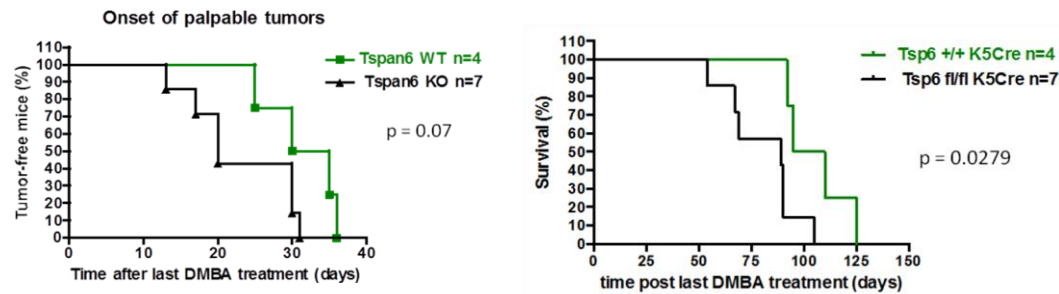 Onset of palpable tumors
Tumor-free mice (%)
110
100
90
80
70
60
50
40
30
20
10
0
0 10 20 30 40
Time after last DMBA treatment (days)
Tspan6 WT n=4
Tspan6 KO n=7
p = 0.07
Survival (%)
110
100
90
80
70
60
50
40
30
20
10
0
0 25 50 75 100 125 150
time post last DMBA treatment (days)
Tsp6 +/+ K5Cre n=4
Tsp6 fl/fl K5Cre n=7
p = 0.0279